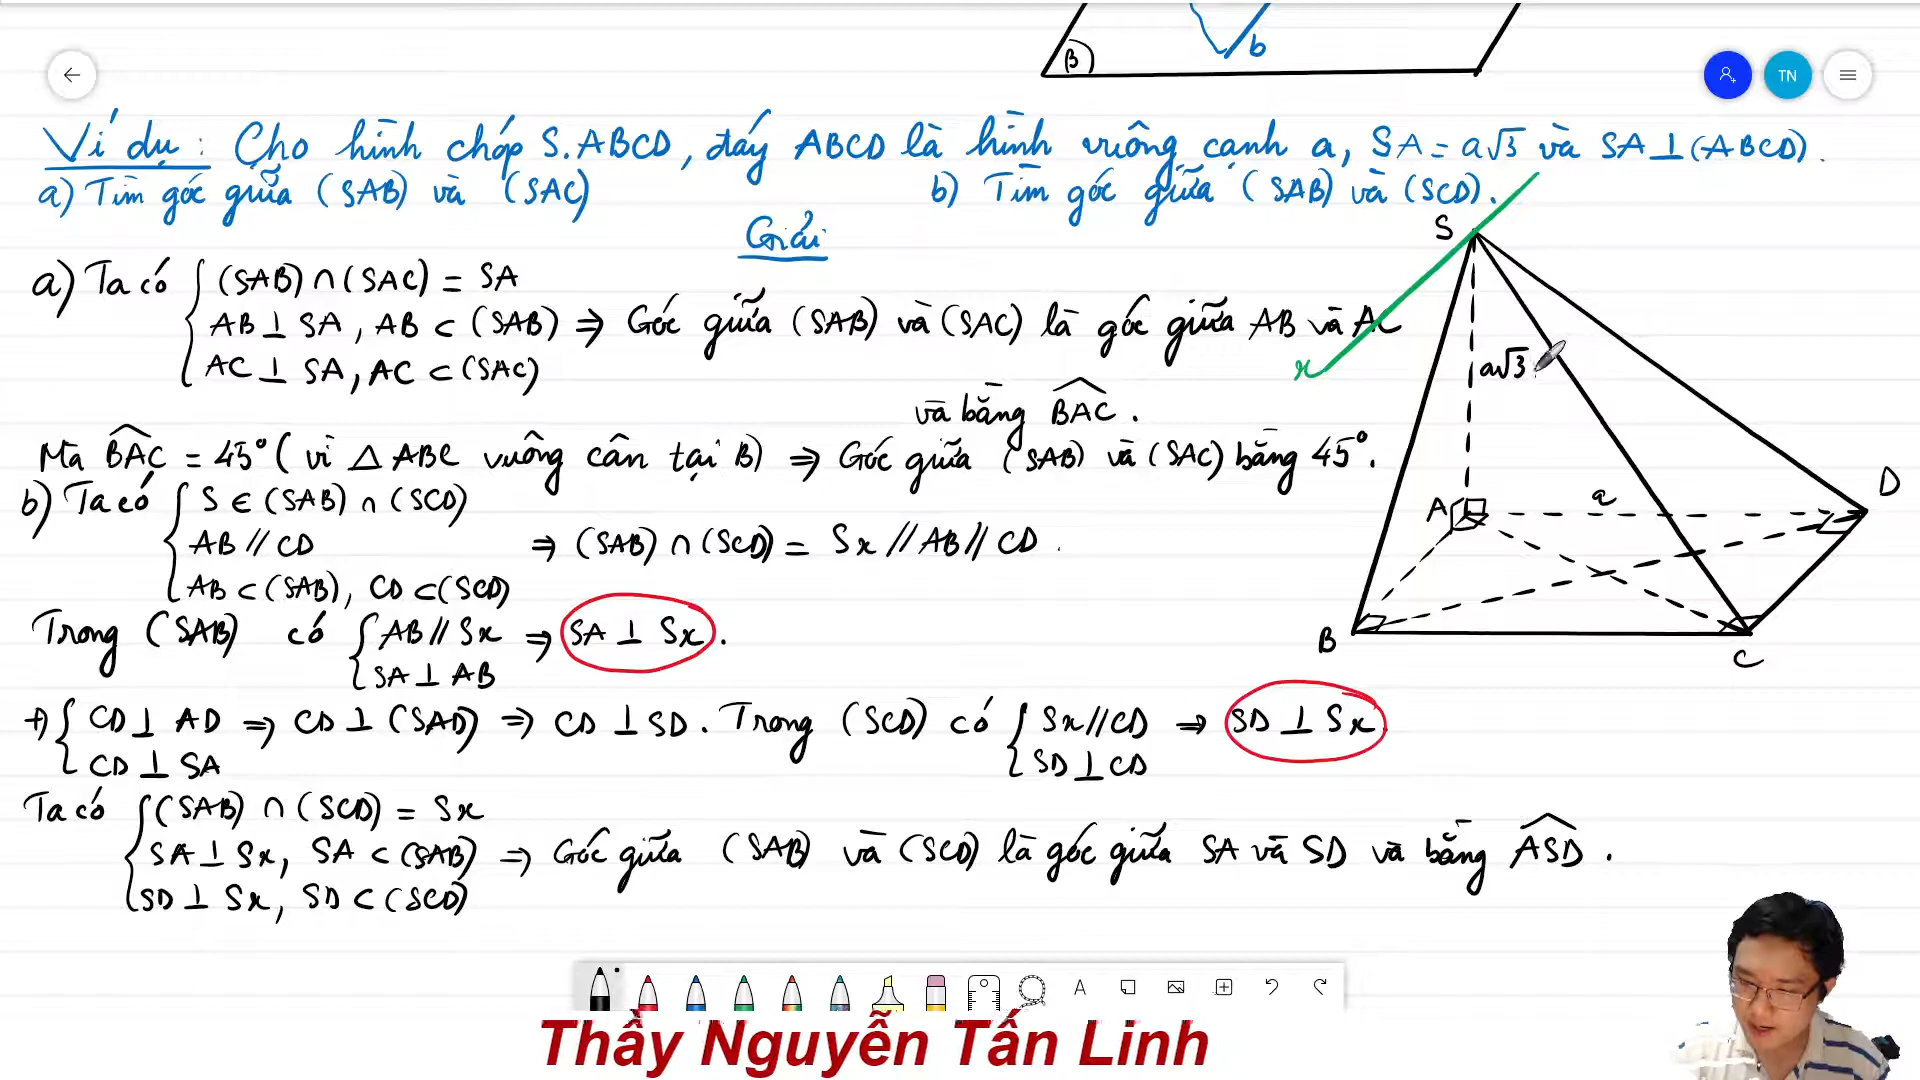 β b
TN
Ví dụ: Cho hình chóp S.ABCD, đáy ABCD là hình vuông cạnh a, SA = a√3 và SA ⊥ (ABCD).
a) Tìm góc giữa (SAB) và (SAC) b) Tìm góc giữa (SAB) và (SCD).
Giải
a) Ta có { (SAB) ∩ (SAC) = SA
AB ⊥ SA, AB ⊂ (SAB) ⇒ Góc giữa (SAB) và (SAC) là góc giữa AB và AC
AC ⊥ SA, AC ⊂ (SAC)
và bằng \widehat{BAC}.
Mà \widehat{BAC} = 45° (vì △ABC vuông cân tại B) ⇒ Góc giữa (SAB) và (SAC) bằng 45°.
b) Ta có { S ∈ (SAB) ∩ (SCD)
AB // CD ⇒ (SAB) ∩ (SCD) = Sx // AB // CD.
AB ⊂ (SAB), CD ⊂ (SCD)
Trong (SAB) có { AB // Sx ⇒ SA ⊥ Sx.
SA ⊥ AB
+) { CD ⊥ AD ⇒ CD ⊥ (SAD) ⇒ CD ⊥ SD. Trong (SCD) có { Sx // CD ⇒ SD ⊥ Sx.
CD ⊥ SA SD ⊥ CD
Ta có { (SAB) ∩ (SCD) = Sx
SA ⊥ Sx, SA ⊂ (SAB) ⇒ Góc giữa (SAB) và (SCD) là góc giữa SA và SD và bằng \widehat{ASD}.
SD ⊥ Sx, SD ⊂ (SCD)
S
x
a√3
A
a
D
B
C
A
Thầy Nguyễn Tấn Linh